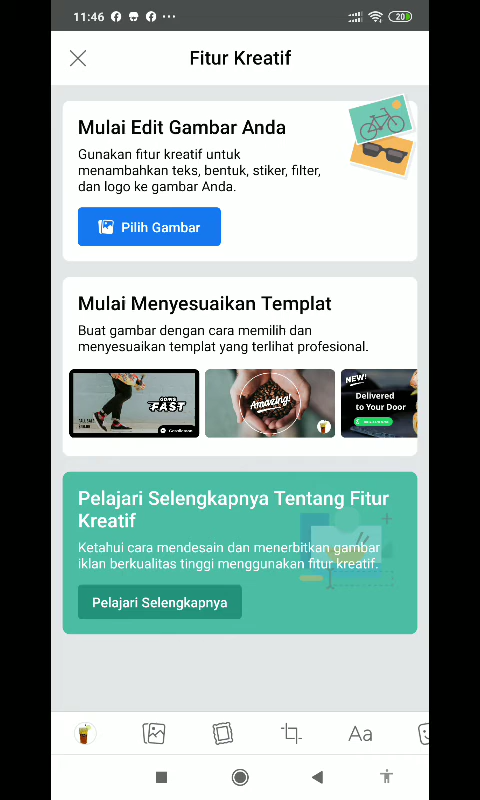 11:46
20
Fitur Kreatif
Mulai Edit Gambar Anda
Gunakan fitur kreatif untuk
menambahkan teks, bentuk, stiker, filter,
dan logo ke gambar Anda.
Pilih Gambar
Mulai Menyesuaikan Templat
Buat gambar dengan cara memilih dan
menyesuaikan templat yang terlihat profesional.
GOING
FAST
Amazing!
NEW!
Delivered
to Your Door
Pelajari Selengkapnya Tentang Fitur
Kreatif
Ketahui cara mendesain dan menerbitkan gambar
iklan berkualitas tinggi menggunakan fitur kreatif.
Pelajari Selengkapnya
Aa